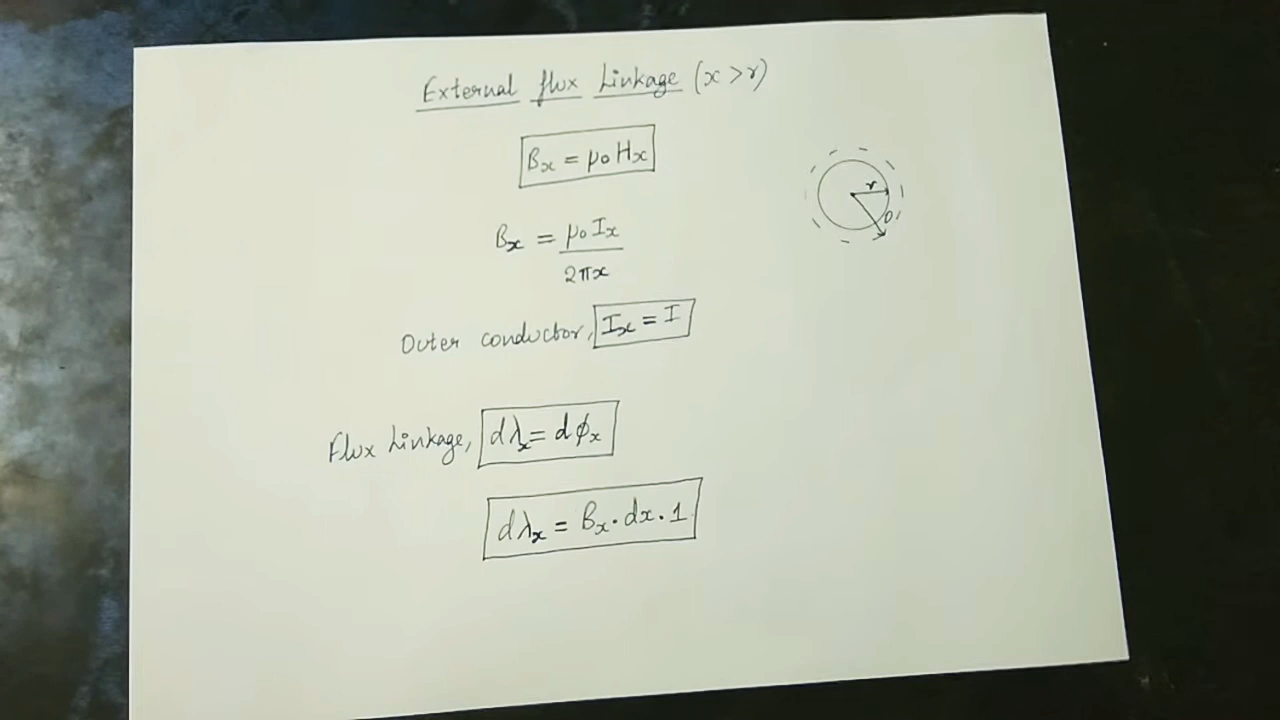 External flux Linkage (x > r)
Bx = μ0 Hx
r
D
Bx = μ0 Ix / 2πx
Outer conductor, Ix = I
Flux Linkage, dλx = dϕx
dλx = Bx · dx · 1